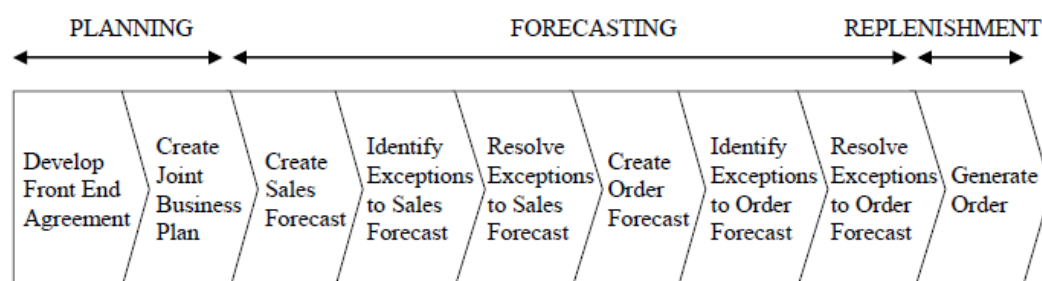 PLANNING
FORECASTING
REPLENISHMENT
Develop
Front End
Agreement
Create
Joint
Business
Plan
Create
Sales
Forecast
Identify
Exceptions
to Sales
Forecast
Resolve
Exceptions
to Sales
Forecast
Create
Order
Forecast
Identify
Exceptions
to Order
Forecast
Resolve
Exceptions
to Order
Forecast
Generate
Order